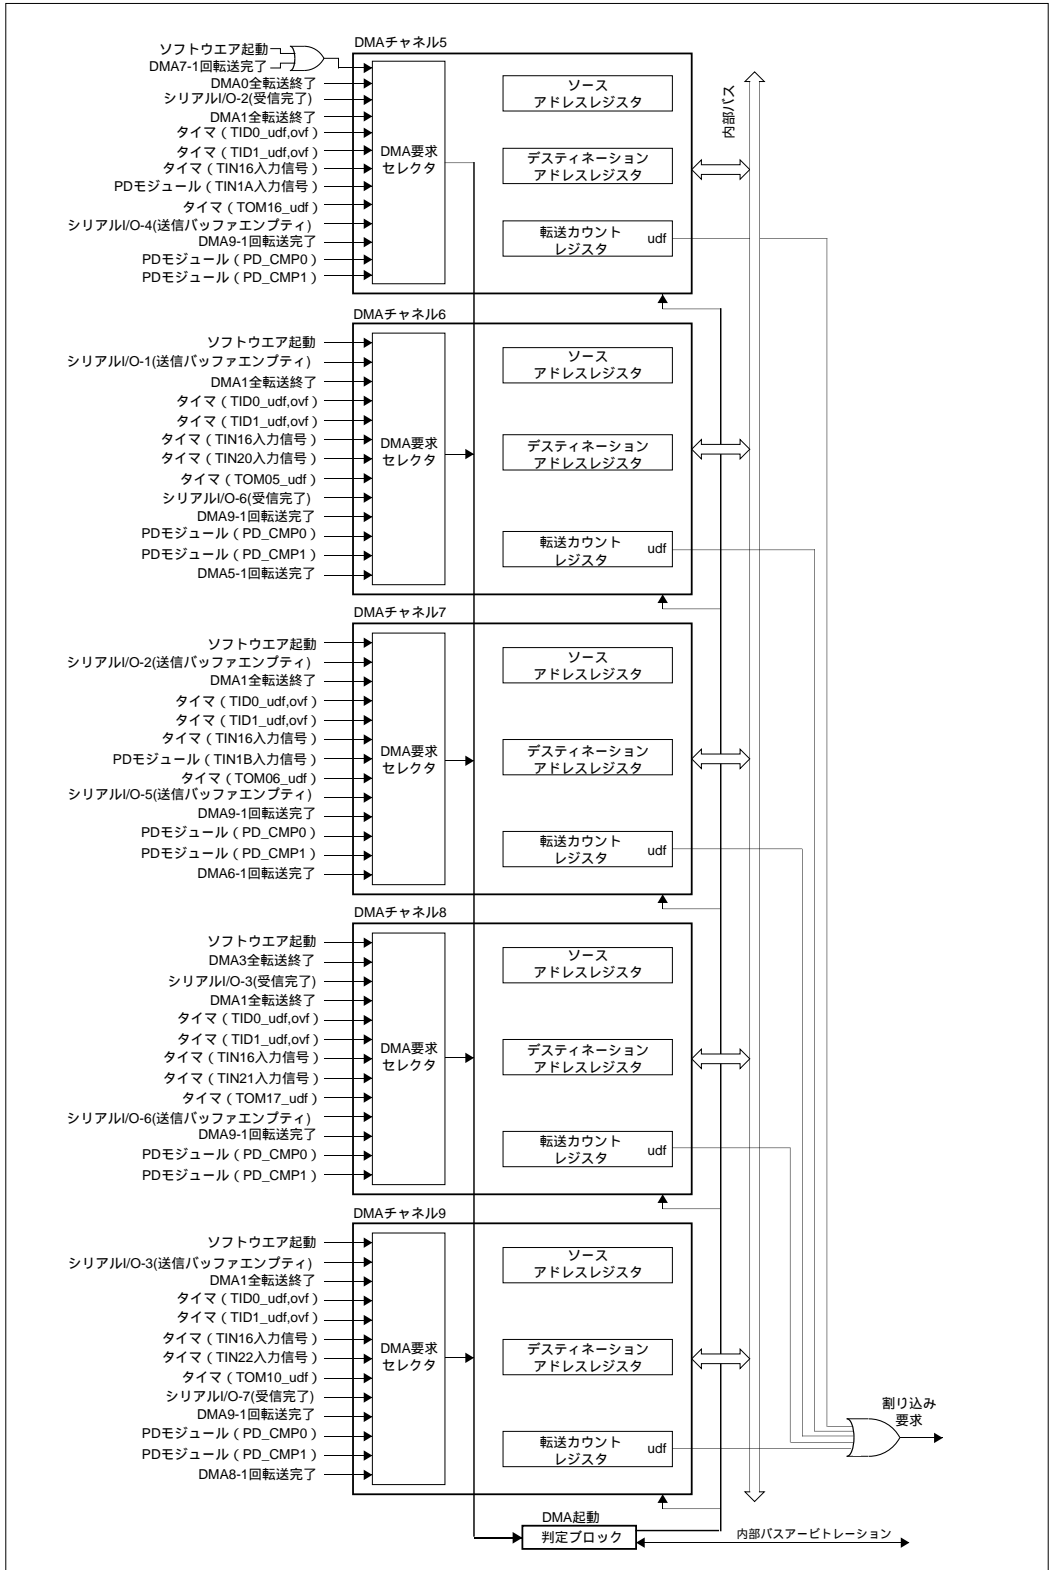 DMAチャネル5
ソフトウエア起動
DMA7-1回転送完了
DMA0全転送終了
シリアルI/O-2(受信完了)
DMA1全転送終了
タイマ（TID0_udf,ovf）
タイマ（TID1_udf,ovf）
タイマ（TIN16入力信号）
PDモジュール（TIN1A入力信号）
タイマ（TOM16_udf）
シリアルI/O-4(送信バッファエンプティ)
DMA9-1回転送完了
PDモジュール（PD_CMP0）
PDモジュール（PD_CMP1）
DMA要求
セレクタ
ソース
アドレスレジスタ
デスティネーション
アドレスレジスタ
転送カウント
レジスタ
udf
内部バス
DMAチャネル6
ソフトウエア起動
シリアルI/O-1(送信バッファエンプティ)
DMA1全転送終了
タイマ（TID0_udf,ovf）
タイマ（TID1_udf,ovf）
タイマ（TIN16入力信号）
タイマ（TIN20入力信号）
タイマ（TOM05_udf）
シリアルI/O-6(受信完了)
DMA9-1回転送完了
PDモジュール（PD_CMP0）
PDモジュール（PD_CMP1）
DMA5-1回転送完了
DMA要求
セレクタ
ソース
アドレスレジスタ
デスティネーション
アドレスレジスタ
転送カウント
レジスタ
udf
DMAチャネル7
ソフトウエア起動
シリアルI/O-2(送信バッファエンプティ)
DMA1全転送終了
タイマ（TID0_udf,ovf）
タイマ（TID1_udf,ovf）
タイマ（TIN16入力信号）
PDモジュール（TIN1B入力信号）
タイマ（TOM06_udf）
シリアルI/O-5(送信バッファエンプティ)
DMA9-1回転送完了
PDモジュール（PD_CMP0）
PDモジュール（PD_CMP1）
DMA6-1回転送完了
DMA要求
セレクタ
ソース
アドレスレジスタ
デスティネーション
アドレスレジスタ
転送カウント
レジスタ
udf
DMAチャネル8
ソフトウエア起動
DMA3全転送終了
シリアルI/O-3(受信完了)
DMA1全転送終了
タイマ（TID0_udf,ovf）
タイマ（TID1_udf,ovf）
タイマ（TIN16入力信号）
タイマ（TIN21入力信号）
タイマ（TOM17_udf）
シリアルI/O-6(送信バッファエンプティ)
DMA9-1回転送完了
PDモジュール（PD_CMP0）
PDモジュール（PD_CMP1）
DMA要求
セレクタ
ソース
アドレスレジスタ
デスティネーション
アドレスレジスタ
転送カウント
レジスタ
udf
DMAチャネル9
ソフトウエア起動
シリアルI/O-3(送信バッファエンプティ)
DMA1全転送終了
タイマ（TID0_udf,ovf）
タイマ（TID1_udf,ovf）
タイマ（TIN16入力信号）
タイマ（TIN22入力信号）
タイマ（TOM10_udf）
シリアルI/O-7(受信完了)
DMA9-1回転送完了
PDモジュール（PD_CMP0）
PDモジュール（PD_CMP1）
DMA8-1回転送完了
DMA要求
セレクタ
ソース
アドレスレジスタ
デスティネーション
アドレスレジスタ
転送カウント
レジスタ
udf
割り込み
要求
DMA起動
判定ブロック
内部バスアービトレーション